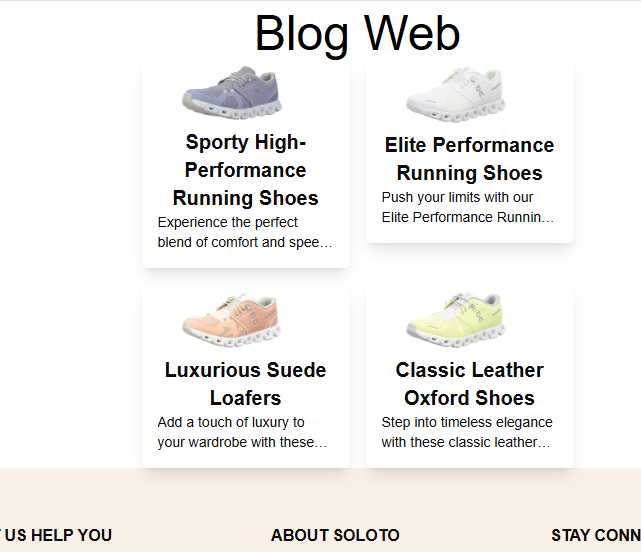 Blog Web
Sporty High-
Performance
Running Shoes
Experience the perfect
blend of comfort and spee…
Elite Performance
Running Shoes
Push your limits with our
Elite Performance Runnin…
Luxurious Suede
Loafers
Add a touch of luxury to
your wardrobe with these…
Classic Leather
Oxford Shoes
Step into timeless elegance
with these classic leather…
US HELP YOU
ABOUT SOLOTO
STAY CONN